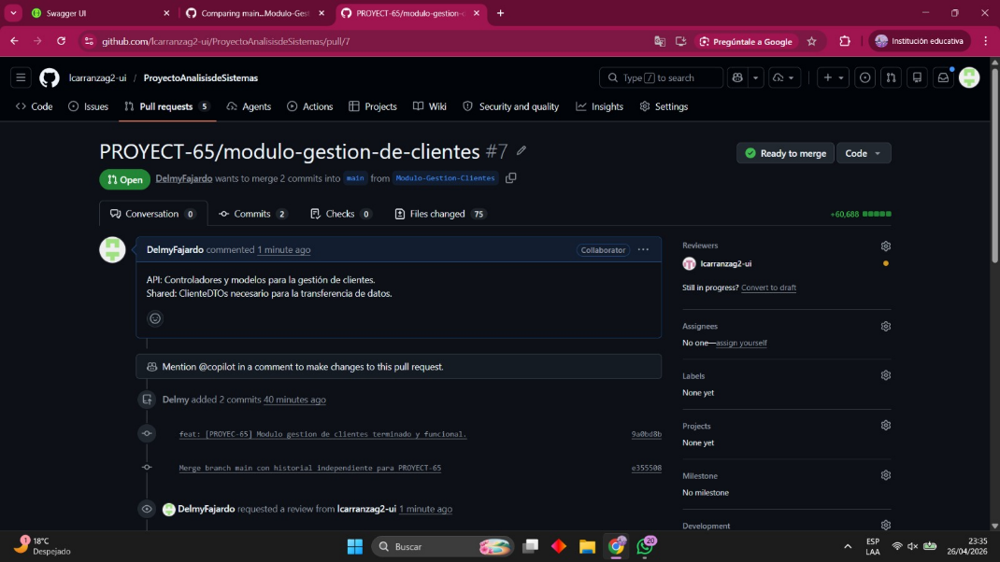 Swagger UI
Comparing main...Modulo-Gest
PROYECT-65/modulo-gestion-c
github.com/lcarranzag2-ui/ProyectoAnalisisdeSistemas/pull/7
Pregúntale a Google
Institución educativa
lcarranzag2-ui / ProyectoAnalisisdeSistemas
Type / to search
Code
Issues
Pull requests 5
Agents
Actions
Projects
Wiki
Security and quality
Insights
Settings
PROYECT-65/modulo-gestion-de-clientes #7
Ready to merge
Code
Open
DelmyFajardo wants to merge 2 commits into main from Modulo-Gestion-Clientes
Conversation 0
Commits 2
Checks 0
Files changed 75
+60,688
DelmyFajardo commented 1 minute ago
Collaborator
API: Controladores y modelos para la gestión de clientes.
Shared: ClienteDTOs necesario para la transferencia de datos.
Mention @copilot in a comment to make changes to this pull request.
Delmy added 2 commits 40 minutes ago
feat: [PROYEC-65] Modulo gestion de clientes terminado y funcional.
9a0bd8b
Merge branch main con historial independiente para PROYECT-65
e355508
DelmyFajardo requested a review from lcarranzag2-ui 1 minute ago
Reviewers
lcarranzag2-ui
Still in progress? Convert to draft
Assignees
No one—assign yourself
Labels
None yet
Projects
None yet
Milestone
No milestone
Development
1
18°C
Despejado
Buscar
20
ESP
LAA
23:35
26/04/2026